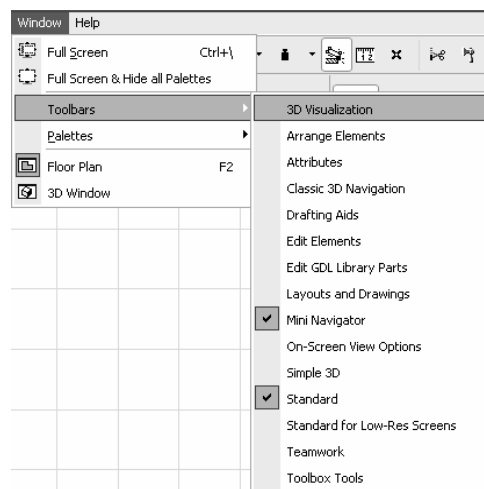 Window Help
Full Screen Ctrl+\
Full Screen & Hide all Palettes
Toolbars
Palettes
Floor Plan F2
3D Window
3D Visualization
Arrange Elements
Attributes
Classic 3D Navigation
Drafting Aids
Edit Elements
Edit GDL Library Parts
Layouts and Drawings
Mini Navigator
On-Screen View Options
Simple 3D
Standard
Standard for Low-Res Screens
Teamwork
Toolbox Tools